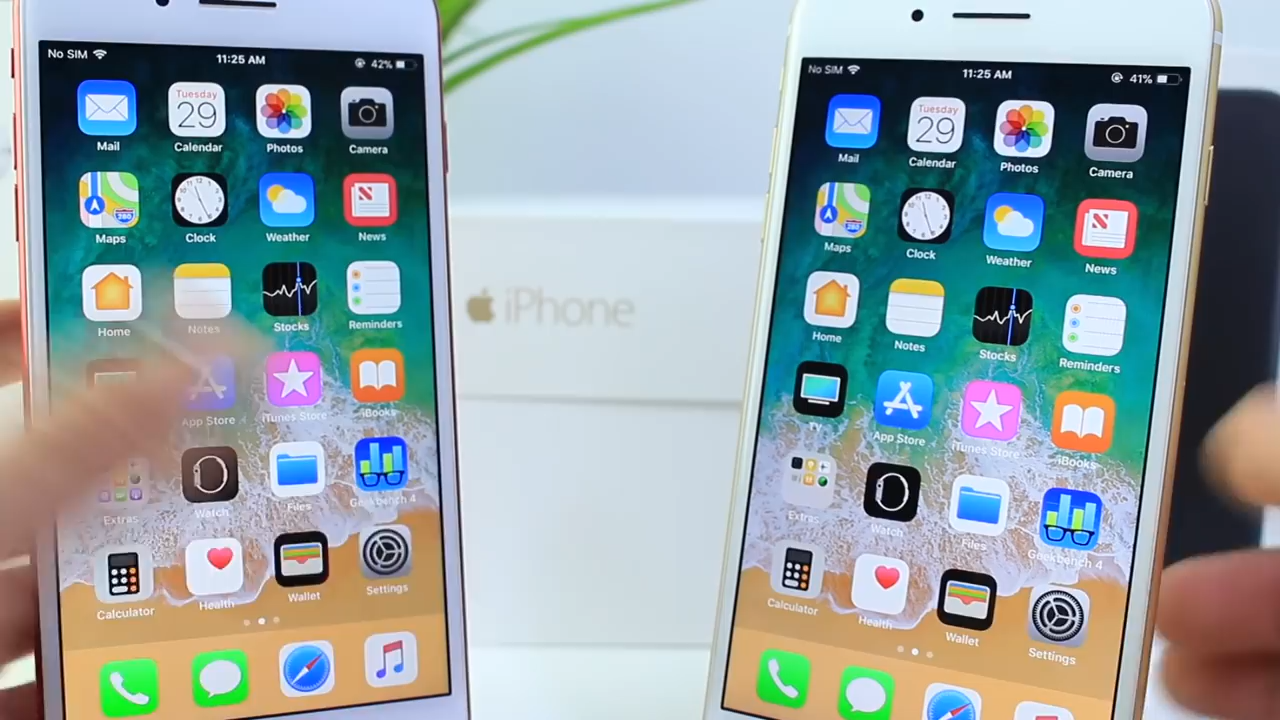 No SIM 11:25 AM 42%
Tuesday
29
Mail Calendar Photos Camera
280
Maps Clock Weather News
Home Notes Stocks Reminders
App Store iTunes Store iBooks
Extras Watch Files Geekbench 4
Calculator Health Wallet Settings
iPhone
No SIM 11:25 AM 41%
Tuesday
29
Mail Calendar Photos Camera
280
Maps Clock Weather News
Home Notes Stocks Reminders
TV App Store iTunes Store iBooks
Extras Watch Files Geekbench 4
Calculator Health Wallet Settings